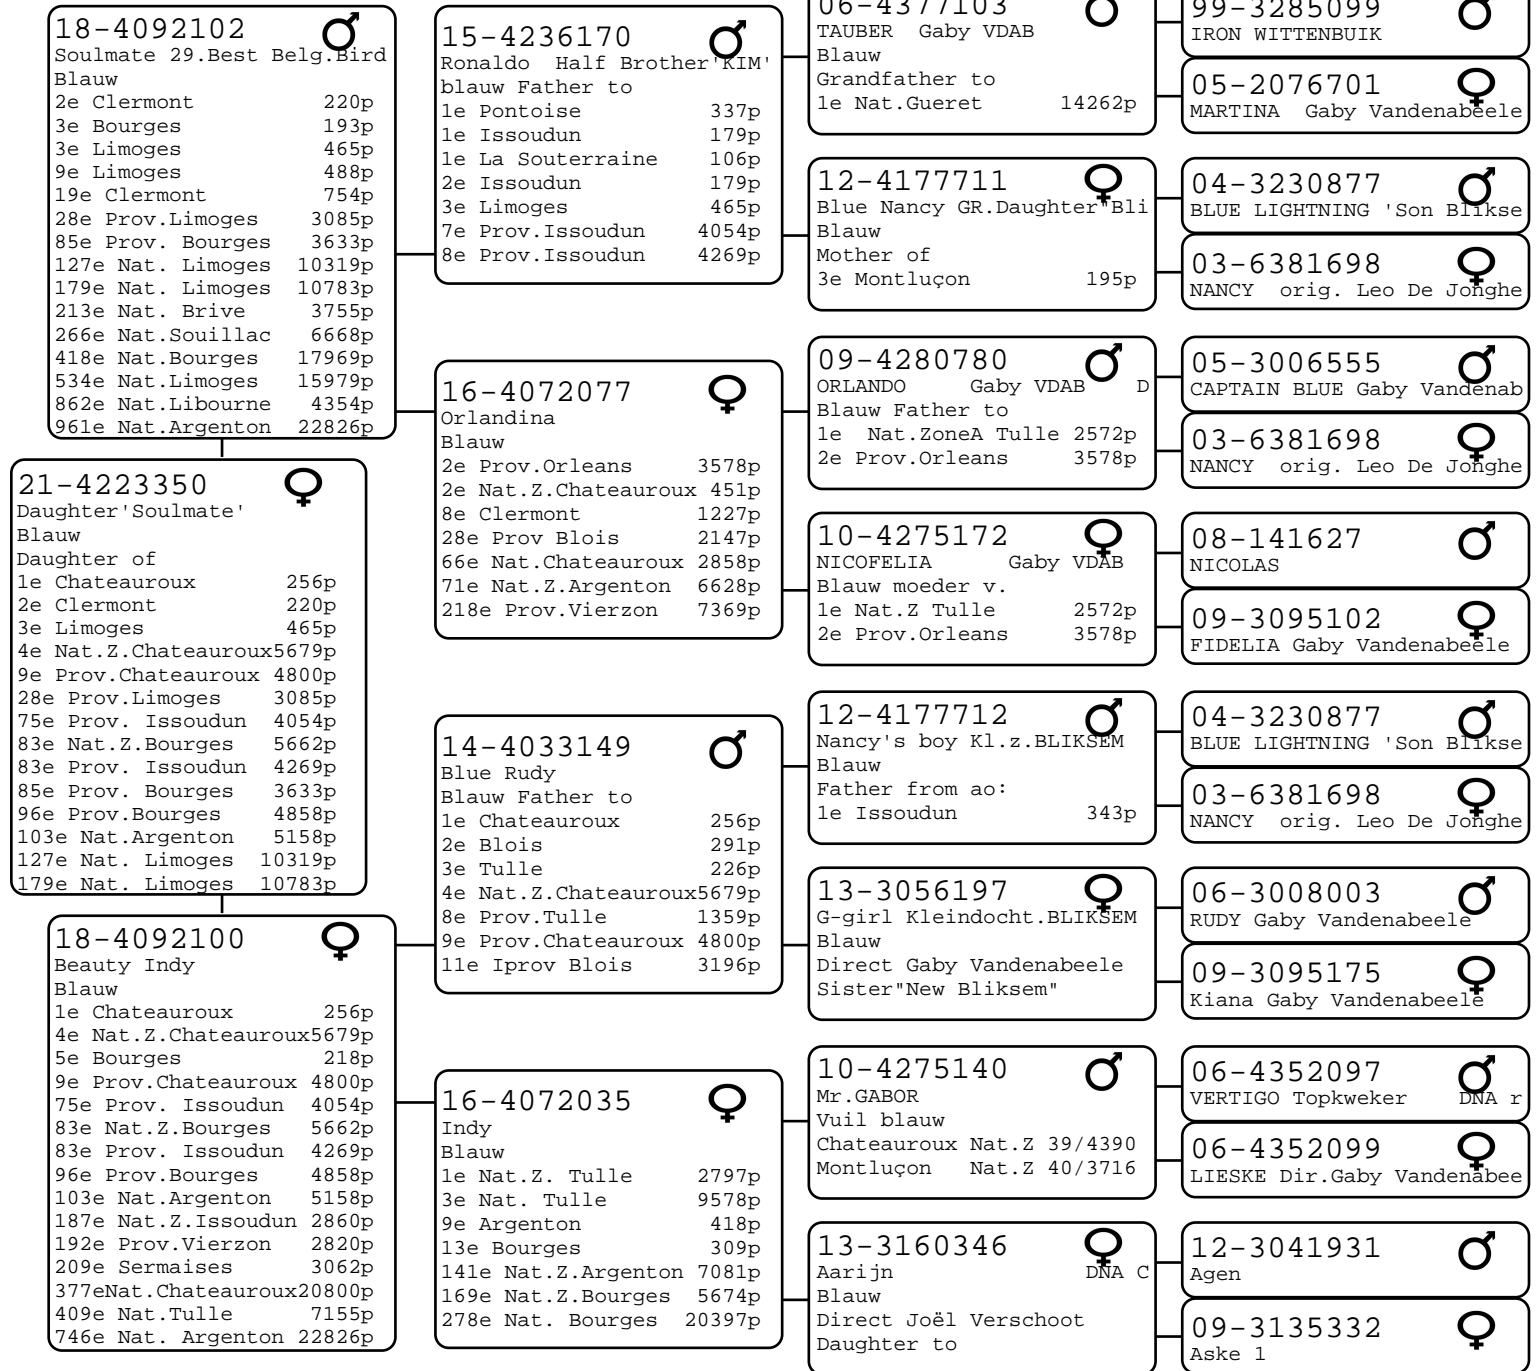 18-4092102
Soulmate 29.Best Belg.Bird
Blauw
2e Clermont 220p
3e Bourges 193p
3e Limoges 465p
9e Limoges 488p
19e Clermont 754p
28e Prov.Limoges 3085p
85e Prov. Bourges 3633p
127e Nat. Limoges 10319p
179e Nat. Limoges 10783p
213e Nat. Brive 3755p
266e Nat.Souillac 6668p
418e Nat.Bourges 17969p
534e Nat.Limoges 15979p
862e Nat.Libourne 4354p
961e Nat.Argenton 22826p
21-4223350
Daughter'Soulmate'
Blauw
Daughter of
1e Chateauroux 256p
2e Clermont 220p
3e Limoges 465p
4e Nat.Z.Chateauroux5679p
9e Prov.Chateauroux 4800p
28e Prov.Limoges 3085p
75e Prov. Issoudun 4054p
83e Nat.Z.Bourges 5662p
83e Prov. Issoudun 4269p
85e Prov. Bourges 3633p
96e Prov.Bourges 4858p
103e Nat.Argenton 5158p
127e Nat. Limoges 10319p
179e Nat. Limoges 10783p
18-4092100
Beauty Indy
Blauw
1e Chateauroux 256p
4e Nat.Z.Chateauroux5679p
5e Bourges 218p
9e Prov.Chateauroux 4800p
75e Prov. Issoudun 4054p
83e Nat.Z.Bourges 5662p
83e Prov. Issoudun 4269p
96e Prov.Bourges 4858p
103e Nat.Argenton 5158p
187e Nat.Z.Issoudun 2860p
192e Prov.Vierzon 2820p
209e Sermaises 3062p
377eNat.Chateauroux20800p
409e Nat.Tulle 7155p
746e Nat. Argenton 22826p
15-4236170
Ronaldo Half Brother'KIM'
blauw Father to
1e Pontoise 337p
1e Issoudun 179p
1e La Souterraine 106p
2e Issoudun 179p
3e Limoges 465p
7e Prov.Issoudun 4054p
8e Prov.Issoudun 4269p
16-4072077
Orlandina
Blauw
2e Prov.Orleans 3578p
2e Nat.Z.Chateauroux 451p
8e Clermont 1227p
28e Prov Blois 2147p
66e Nat.Chateauroux 2858p
71e Nat.Z.Argenton 6628p
218e Prov.Vierzon 7369p
14-4033149
Blue Rudy
Blauw Father to
1e Chateauroux 256p
2e Blois 291p
3e Tulle 226p
4e Nat.Z.Chateauroux5679p
8e Prov.Tulle 1359p
9e Prov.Chateauroux 4800p
11e Iprov Blois 3196p
16-4072035
Indy
Blauw
1e Nat.Z. Tulle 2797p
3e Nat. Tulle 9578p
9e Argenton 418p
13e Bourges 309p
141e Nat.Z.Argenton 7081p
169e Nat.Z.Bourges 5674p
278e Nat. Bourges 20397p
06-4377103
TAUBER Gaby VDAB
Blauw
Grandfather to
1e Nat.Gueret 14262p
12-4177711
Blue Nancy GR.Daughter"Bli
Blauw
Mother of
3e Montluçon 195p
09-4280780
ORLANDO Gaby VDAB D
Blauw Father to
1e Nat.ZoneA Tulle 2572p
2e Prov.Orleans 3578p
10-4275172
NICOFELIA Gaby VDAB
Blauw moeder v.
1e Nat.Z Tulle 2572p
2e Prov.Orleans 3578p
12-4177712
Nancy's boy Kl.z.BLIKSEM
Blauw
Father from ao:
1e Issoudun 343p
13-3056197
G-girl Kleindocht.BLIKSEM
Blauw
Direct Gaby Vandenabeele
Sister"New Bliksem"
10-4275140
Mr.GABOR
Vuil blauw
Chateauroux Nat.Z 39/4390
Montluçon Nat.Z 40/3716
13-3160346
Aarijn DNA C
Blauw
Direct Joël Verschoot
Daughter to
99-3285099
IRON WITTENBUIK
05-2076701
MARTINA Gaby Vandenabeele
04-3230877
BLUE LIGHTNING 'Son Blikse
03-6381698
NANCY orig. Leo De Jonghe
05-3006555
CAPTAIN BLUE Gaby Vandenab
03-6381698
NANCY orig. Leo De Jonghe
08-141627
NICOLAS
09-3095102
FIDELIA Gaby Vandenabeele
04-3230877
BLUE LIGHTNING 'Son Blikse
03-6381698
NANCY orig. Leo De Jonghe
06-3008003
RUDY Gaby Vandenabeele
09-3095175
Kiana Gaby Vandenabeele
06-4352097
VERTIGO Topkweker DNA r
06-4352099
LIESKE Dir.Gaby Vandenabee
12-3041931
Agen
09-3135332
Aske 1